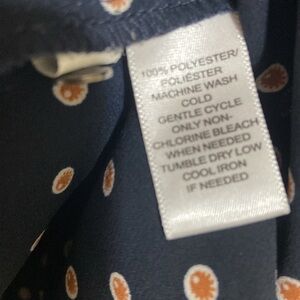 100% POLYESTER/
POLIÉSTER
MACHINE WASH
COLD
GENTLE CYCLE
ONLY NON-
CHLORINE BLEACH
WHEN NEEDED
TUMBLE DRY LOW
COOL IRON
IF NEEDED